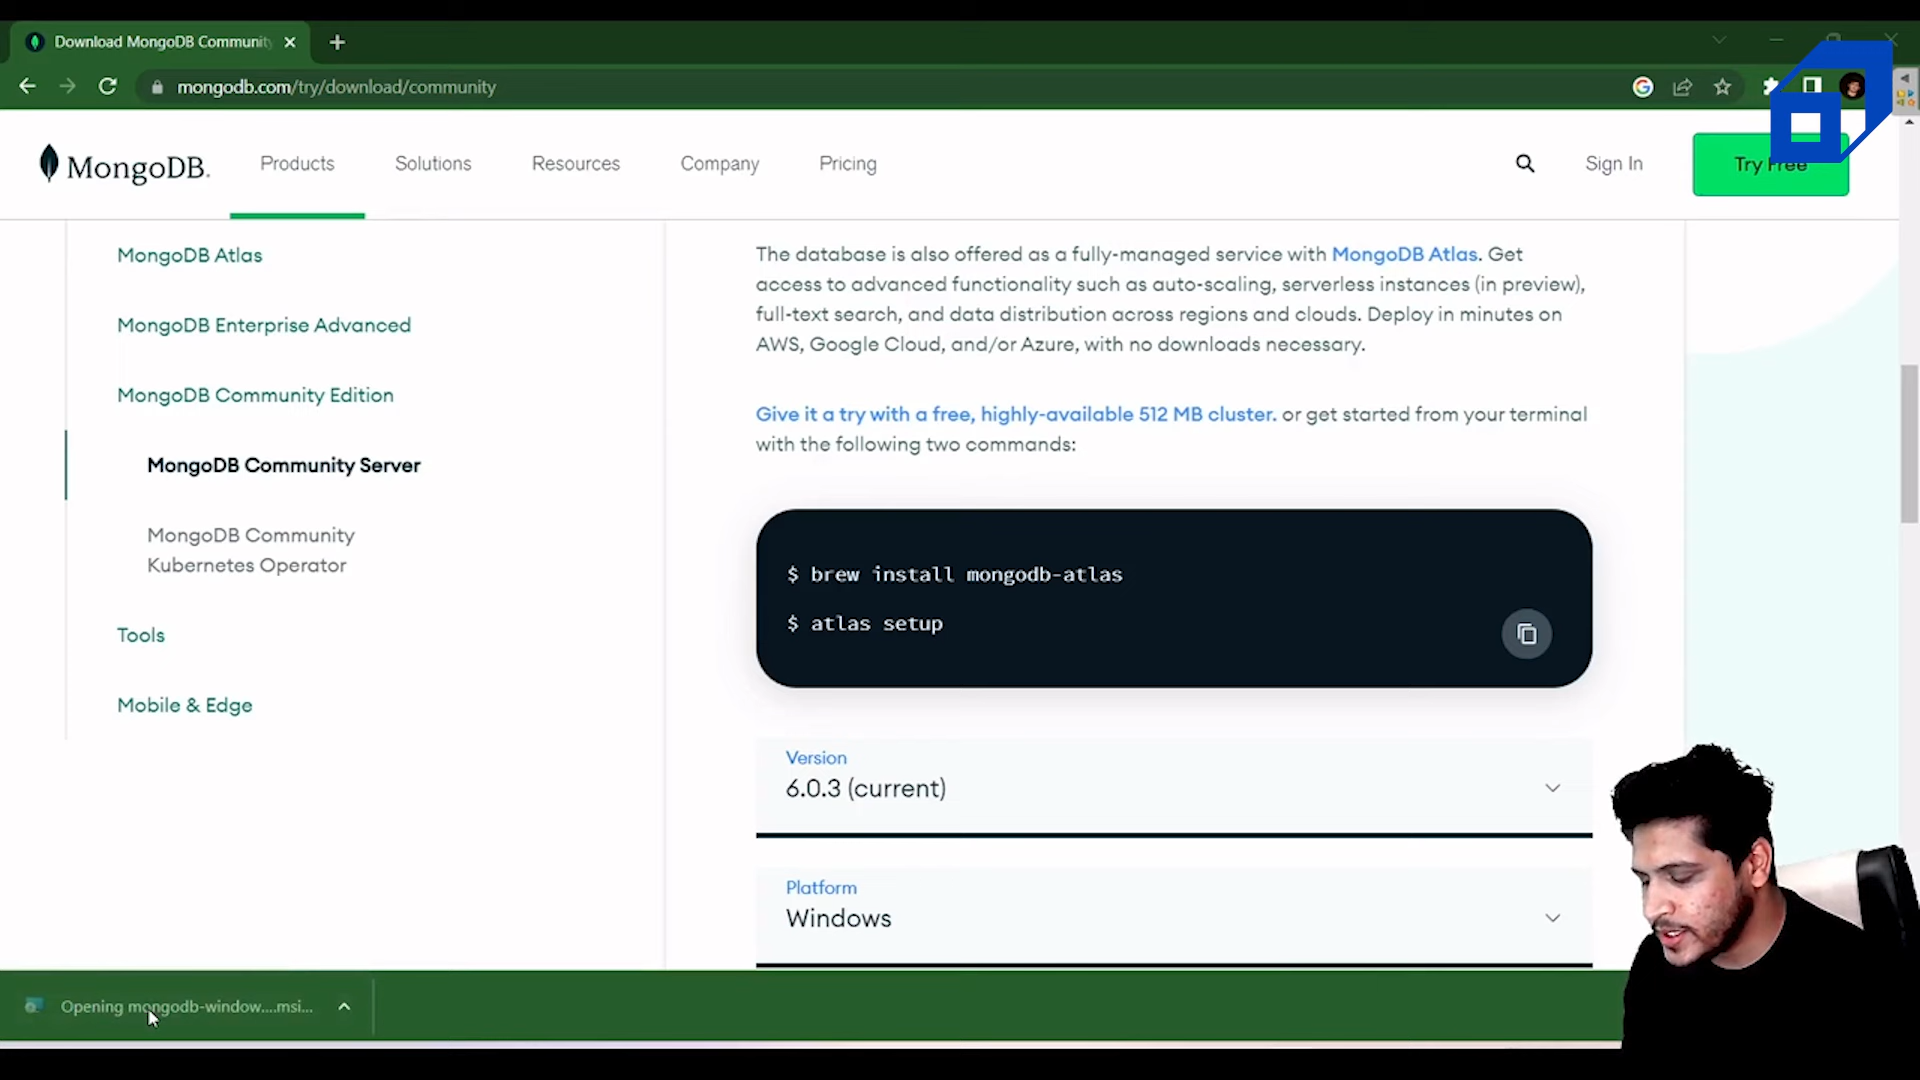 Download MongoDB Community
mongodb.com/try/download/community
MongoDB.
Products
Solutions
Resources
Company
Pricing
Sign In
Try Free
MongoDB Atlas
MongoDB Enterprise Advanced
MongoDB Community Edition
MongoDB Community Server
MongoDB Community
Kubernetes Operator
Tools
Mobile & Edge
The database is also offered as a fully-managed service with MongoDB Atlas. Get
access to advanced functionality such as auto-scaling, serverless instances (in preview),
full-text search, and data distribution across regions and clouds. Deploy in minutes on
AWS, Google Cloud, and/or Azure, with no downloads necessary.
Give it a try with a free, highly-available 512 MB cluster. or get started from your terminal
with the following two commands:
$ brew install mongodb-atlas
$ atlas setup
Version
6.0.3 (current)
Platform
Windows
Opening mongodb-window....msi...